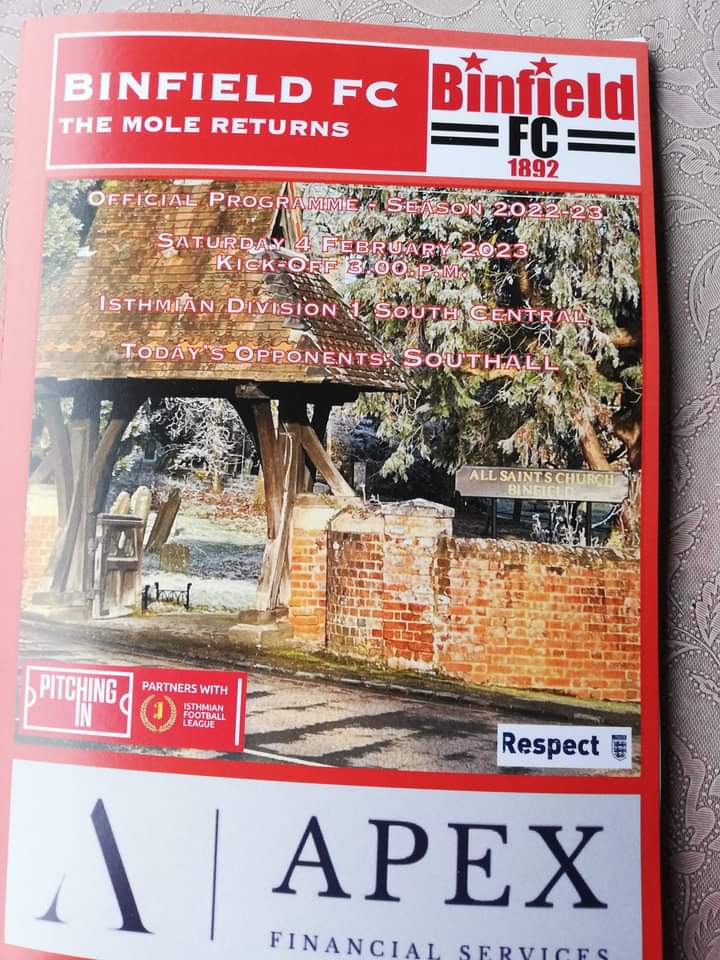 BINFIELD FC
THE MOLE RETURNS
Binfield
FC
1892
OFFICIAL PROGRAMME - SEASON 2022-23
SATURDAY 4 FEBRUARY 2023
KICK-OFF 3.00.P.M.
ISTHMIAN DIVISION 1 SOUTH CENTRAL
TODAY'S OPPONENTS: SOUTHALL
ALL SAINTS CHURCH
BINFIELD
PITCHING
IN
PARTNERS WITH
ISTHMIAN
FOOTBALL
LEAGUE
Respect
APEX
FINANCIAL SERVICES